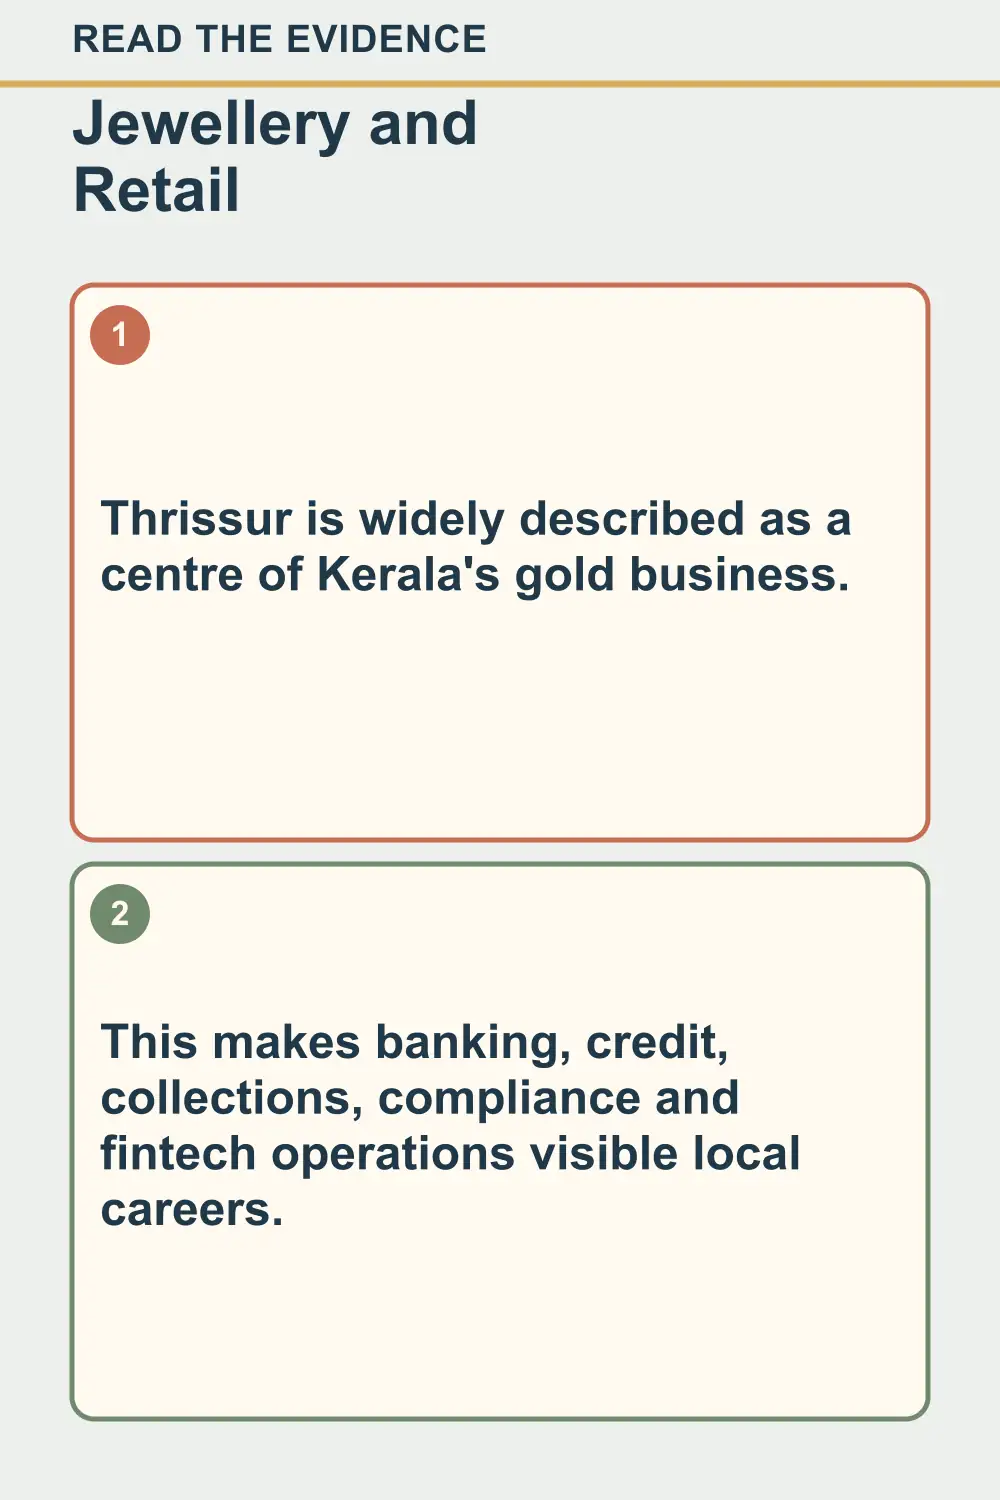 READ THE EVIDENCE
Jewellery and
Retail
1
Thrissur is widely described as a
centre of Kerala's gold business.
2
This makes banking, credit,
collections, compliance and
fintech operations visible local
careers.